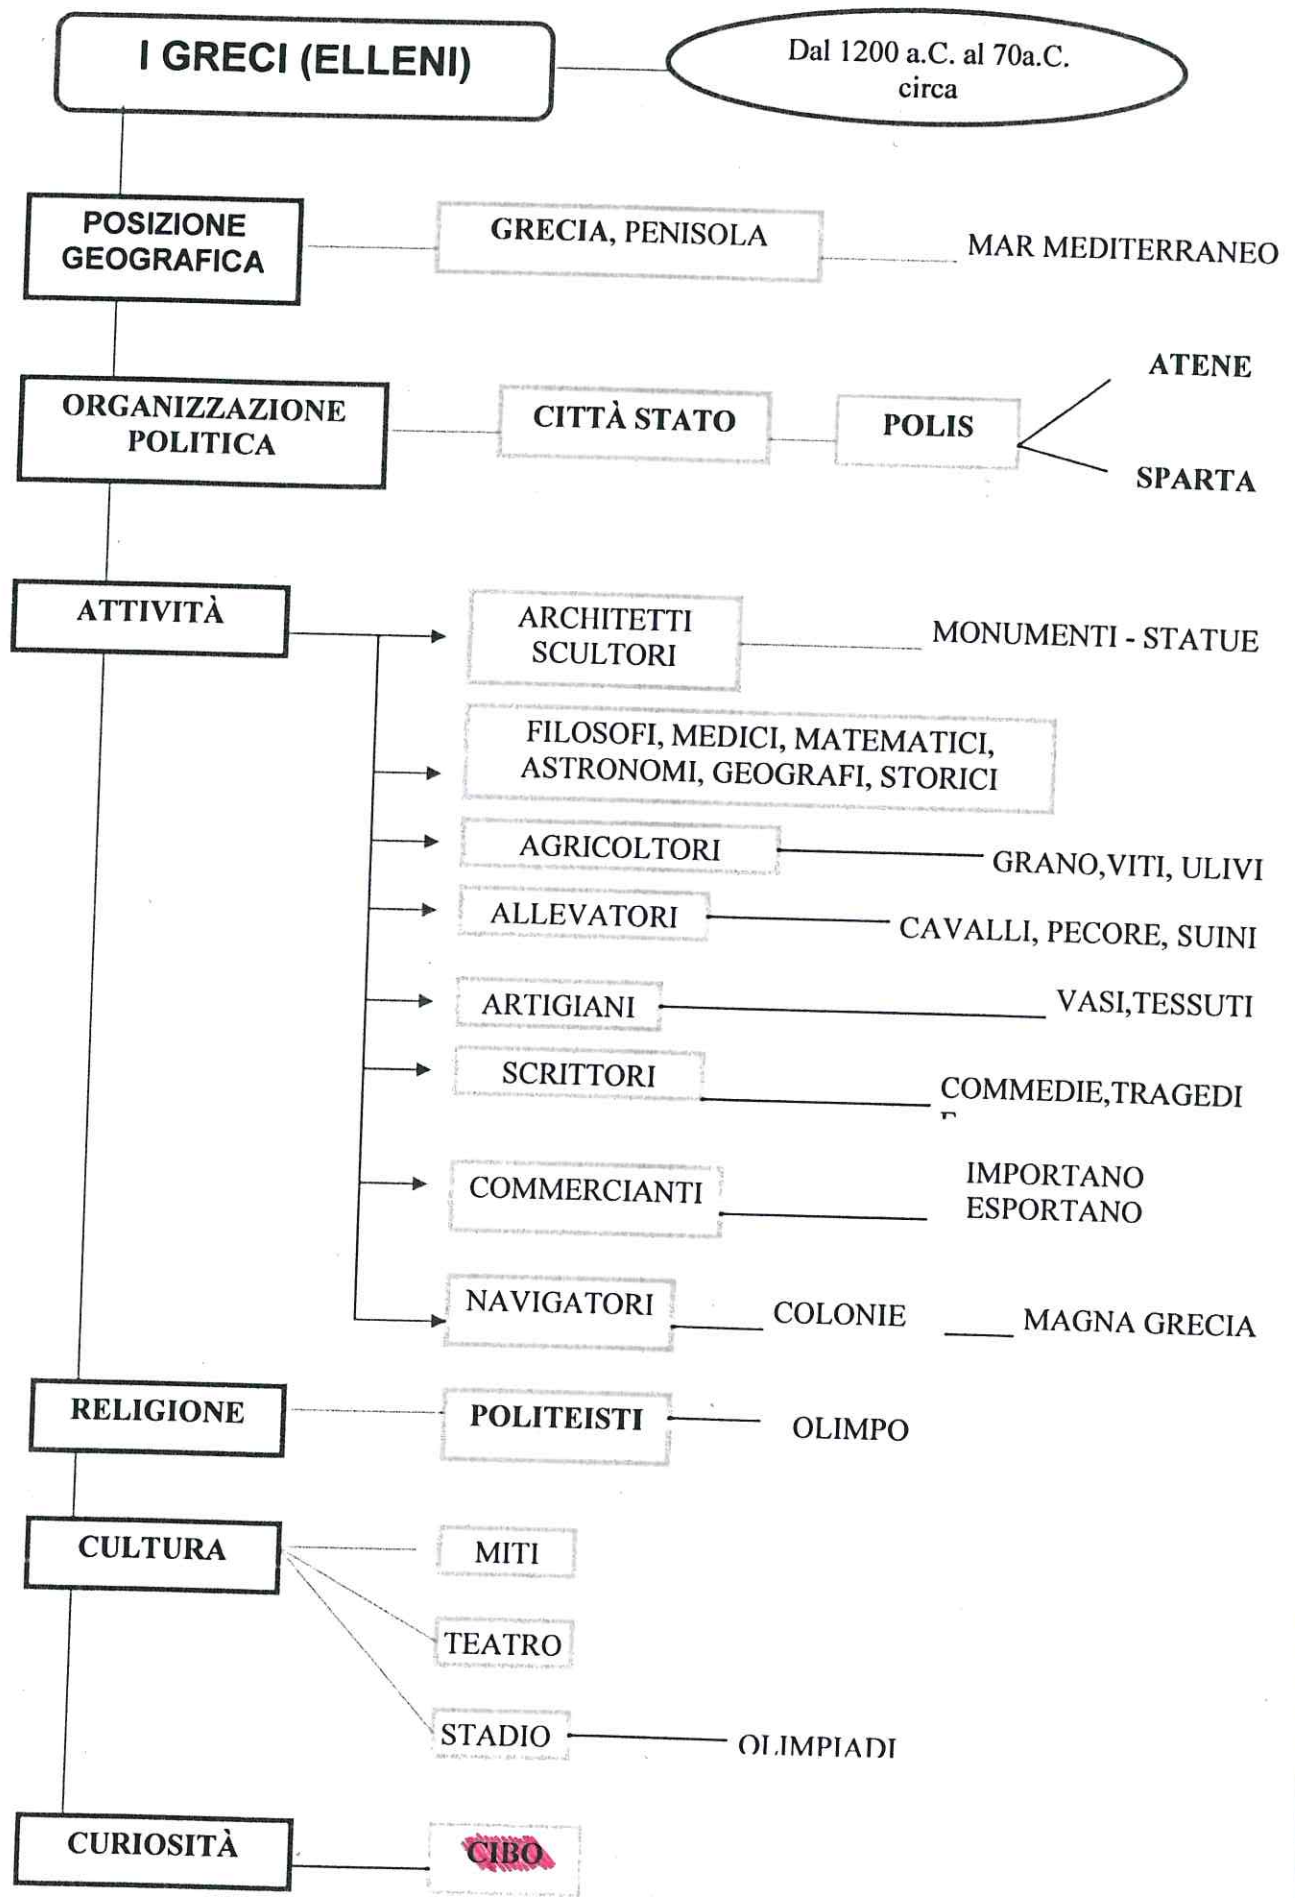 I GRECI (ELLENI)
Dal 1200 a.C. al 70a.C.
circa
POSIZIONE
GEOGRAFICA
GRECIA, PENISOLA
MAR MEDITERRANEO
ORGANIZZAZIONE
POLITICA
CITTÀ STATO
POLIS
ATENE
SPARTA
ATTIVITÀ
ARCHITETTI
SCULTORI
MONUMENTI - STATUE
FILOSOFI, MEDICI, MATEMATICI,
ASTRONOMI, GEOGRAFI, STORICI
AGRICOLTORI
GRANO,VITI, ULIVI
ALLEVATORI
CAVALLI, PECORE, SUINI
ARTIGIANI
VASI,TESSUTI
SCRITTORI
COMMEDIE,TRAGEDI
E
COMMERCIANTI
IMPORTANO
ESPORTANO
NAVIGATORI
COLONIE
MAGNA GRECIA
RELIGIONE
POLITEISTI
OLIMPO
CULTURA
MITI
TEATRO
STADIO
OLIMPIADI
CURIOSITÀ
CIBO